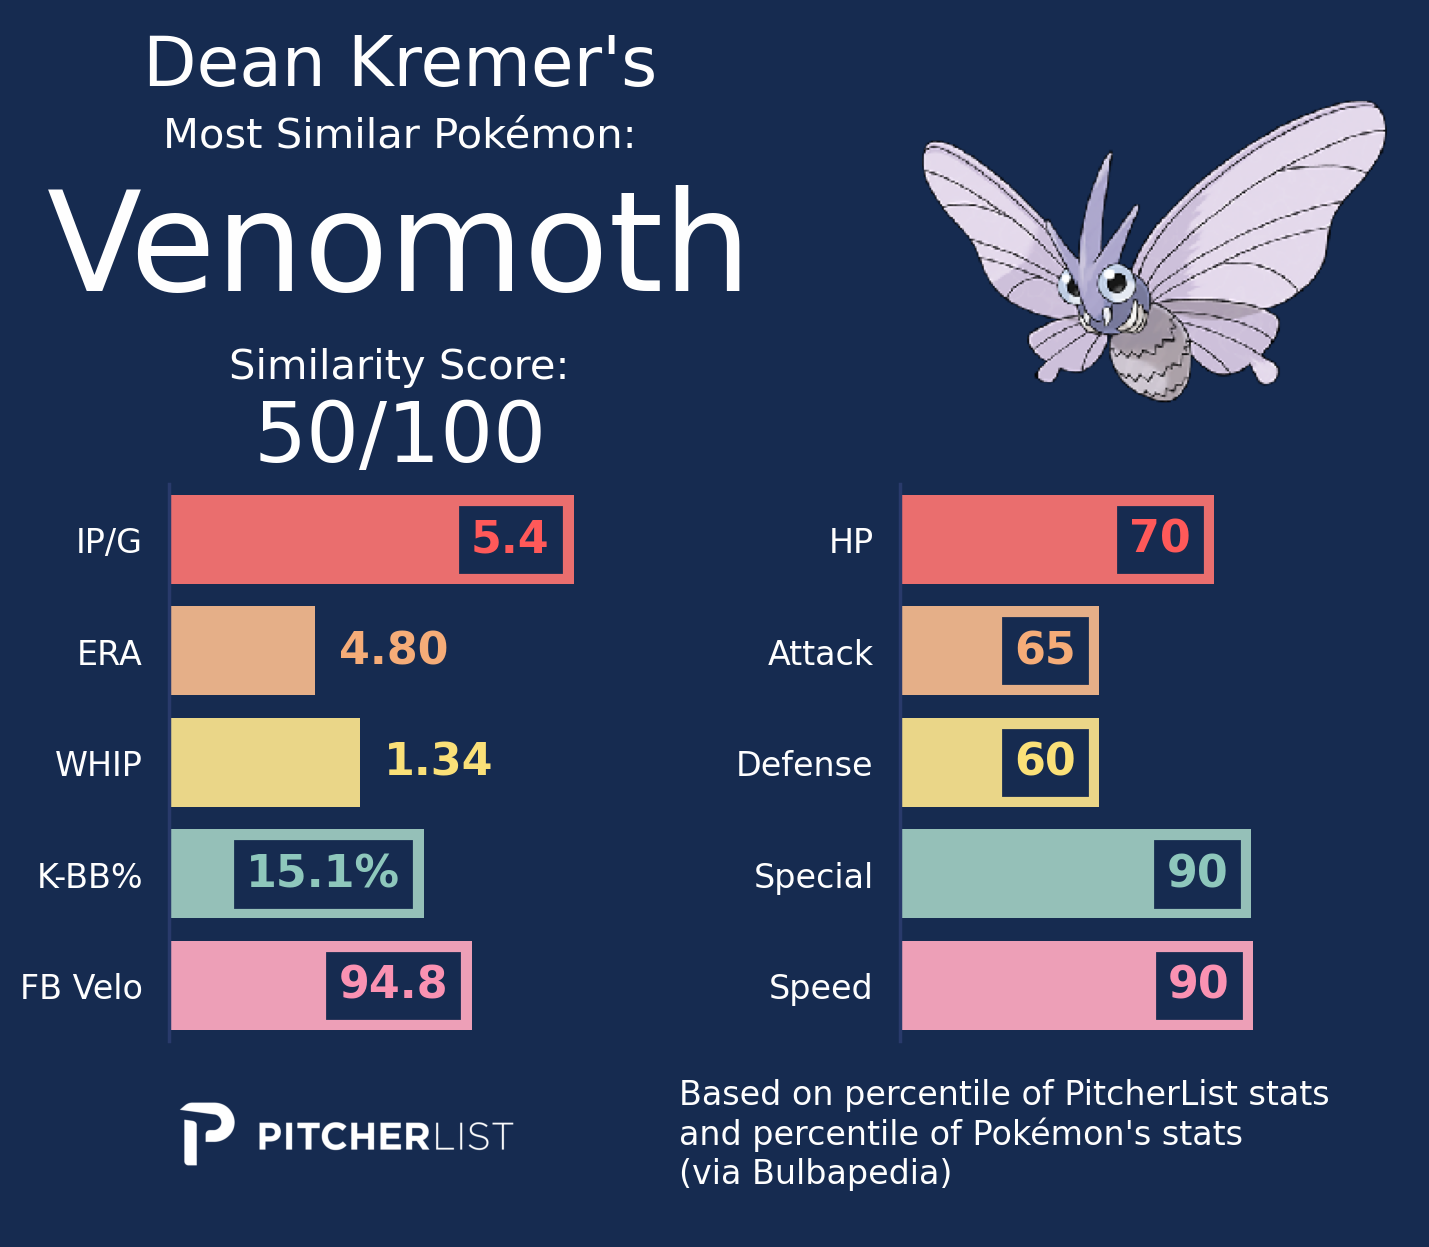 Dean Kremer's
Most Similar Pokémon:
Venomoth
Similarity Score:
50/100
IP/G 5.4
ERA 4.80
WHIP 1.34
K-BB% 15.1%
FB Velo 94.8
HP 70
Attack 65
Defense 60
Special 90
Speed 90
PITCHERLIST
Based on percentile of PitcherList stats
and percentile of Pokémon's stats
(via Bulbapedia)